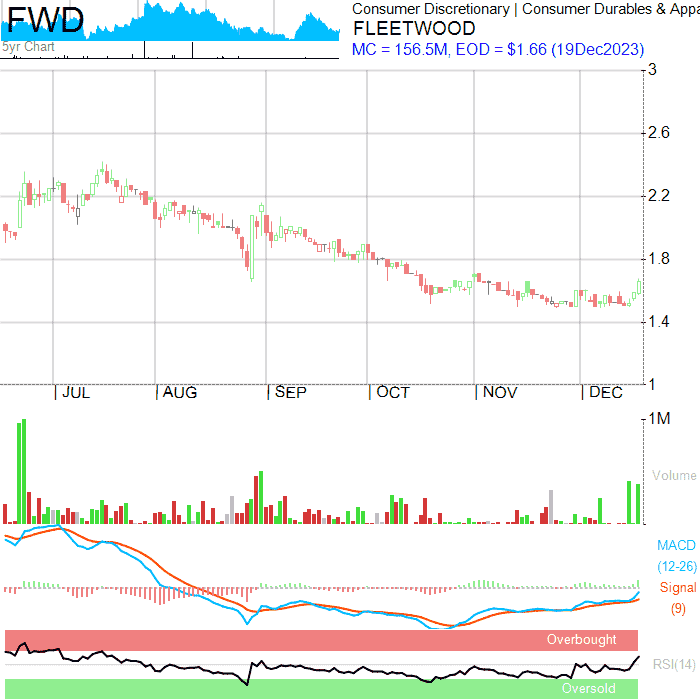 FWD
5yr Chart
Consumer Discretionary | Consumer Durables & Appa
FLEETWOOD
MC = 156.5M, EOD = $1.66 (19Dec2023)
3
2.6
2.2
1.8
1.4
1
JUL AUG SEP OCT NOV DEC
1M
Volume
MACD
(12-26)
Signal
(9)
Overbought
RSI(14)
Oversold